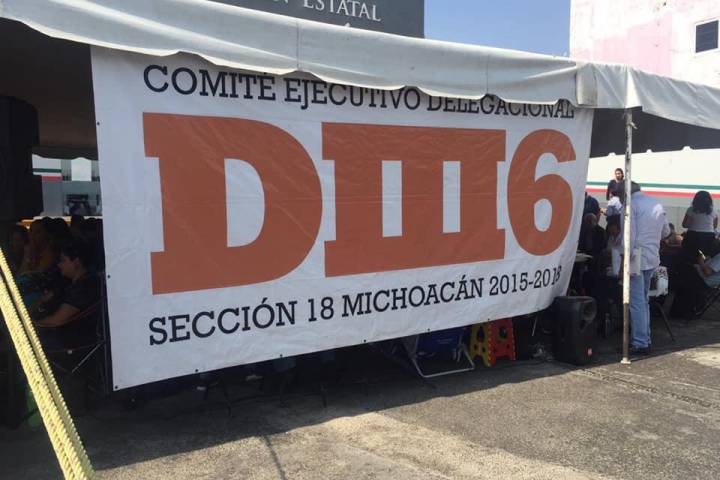 ESTATAL
COMITÉ EJECUTIVO DELEGACIONAL
DIII6
SECCIÓN 18 MICHOACÁN 2015-2018